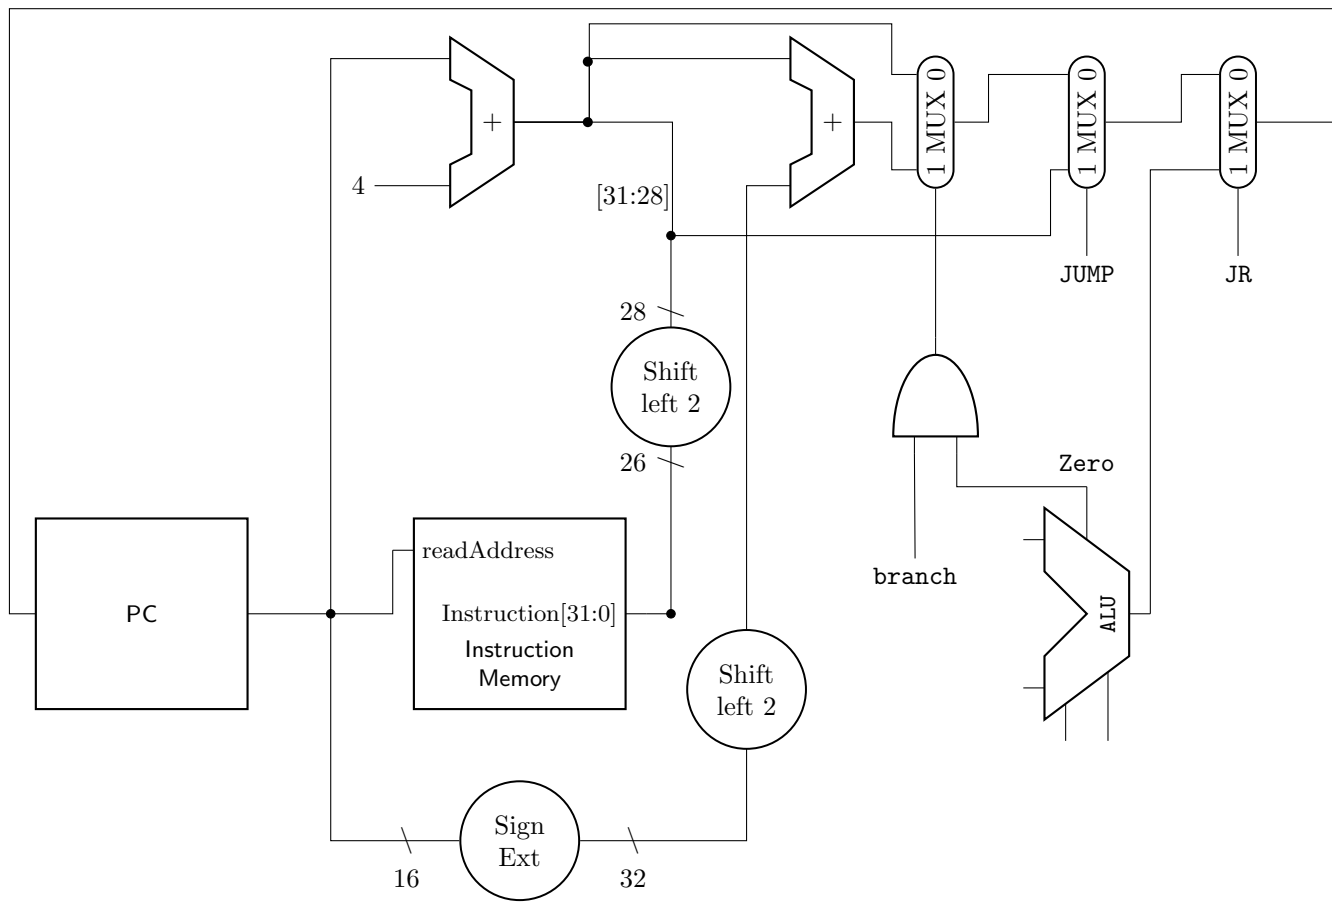 1 MUX 0
1 MUX 0
1 MUX 0
+
+
4
[31:28]
JUMP
JR
28
Shift
left 2
26
Zero
readAddress
branch
PC
Instruction[31:0]
ALU
Instruction
Memory
Shift
left 2
Sign
Ext
16
32